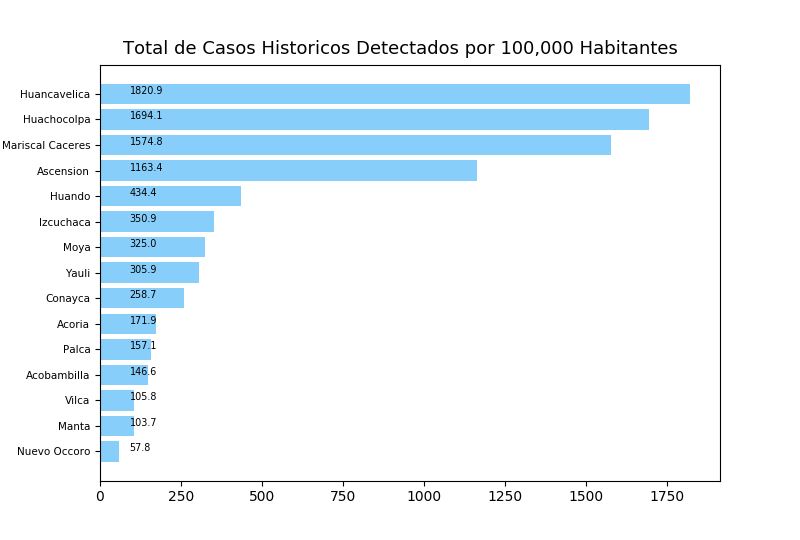 Total de Casos Historicos Detectados por 100,000 Habitantes
Huancavelica 1820.9
Huachocolpa 1694.1
Mariscal Caceres 1574.8
Ascension 1163.4
Huando 434.4
Izcuchaca 350.9
Moya 325.0
Yauli 305.9
Conayca 258.7
Acoria 171.9
Palca 157.1
Acobambilla 146.6
Vilca 105.8
Manta 103.7
Nuevo Occoro 57.8
0 250 500 750 1000 1250 1500 1750